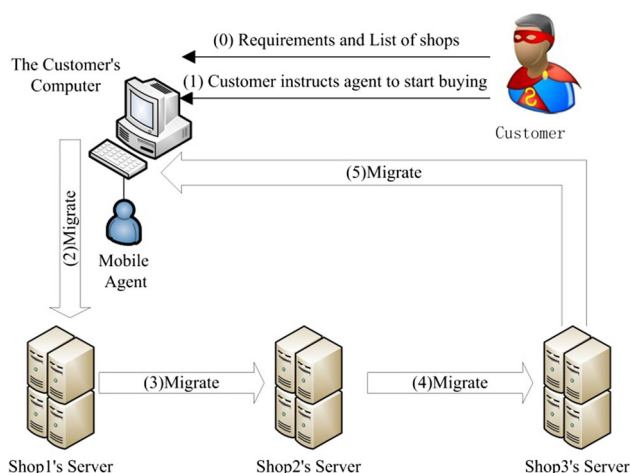 (0) Requirements and List of shops
The Customer's
Computer
(1) Customer instructs agent to start buying
Customer
(5)Migrate
(2)Migrate
Mobile
Agent
(3)Migrate
(4)Migrate
Shop1's Server
Shop2's Server
Shop3's Server